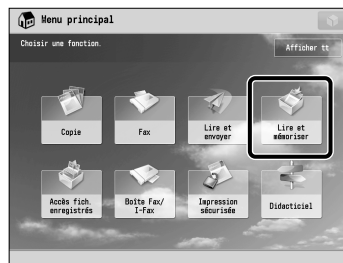 Menu principal
Choisir une fonction.
Afficher tt
Copie
Fax
Lire et
envoyer
Lire et
mémoriser
Accès fich.
enregistrés
Boîte Fax/
I-Fax
Impression
sécurisée
Didacticiel